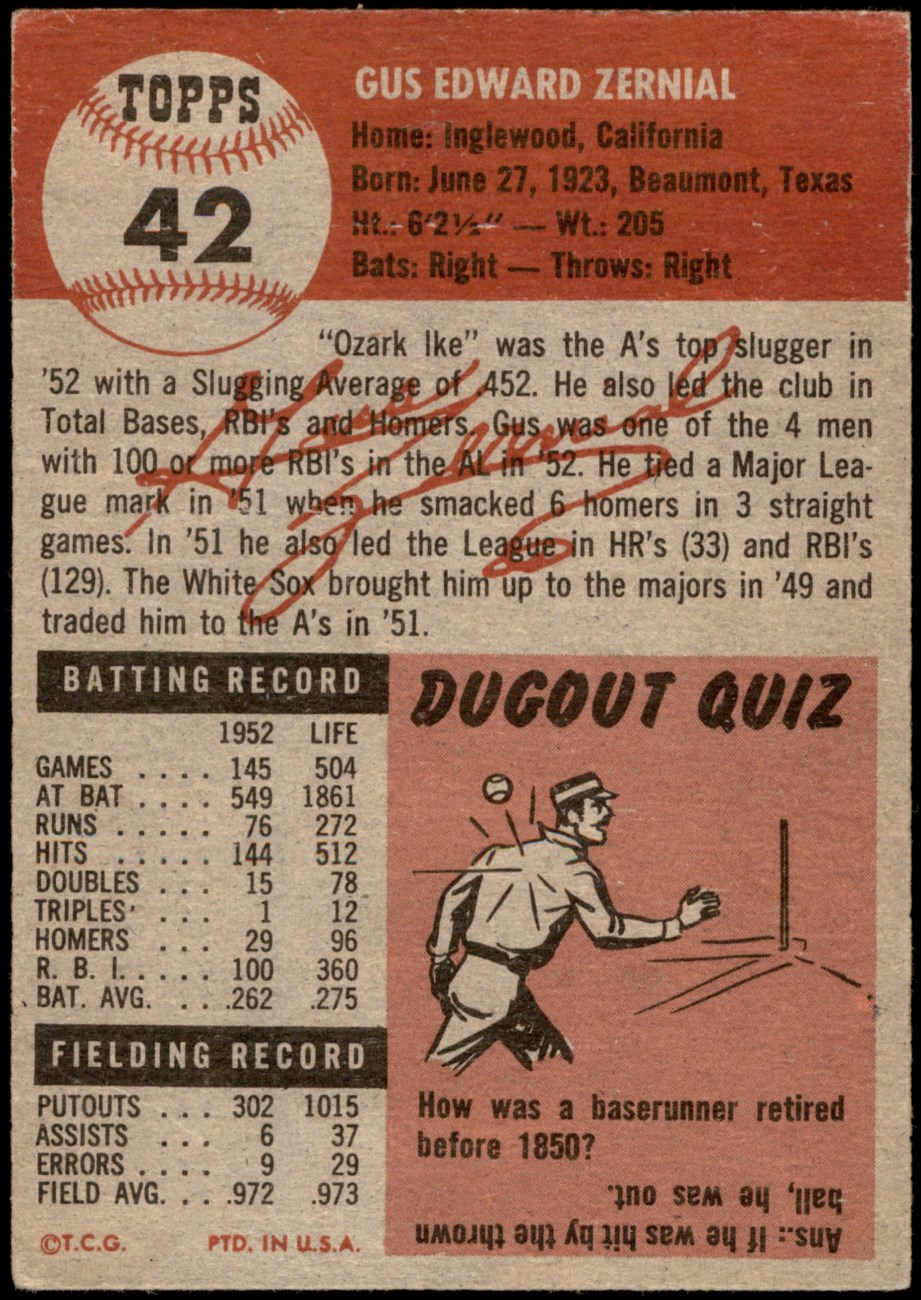 TOPPS
42
GUS EDWARD ZERNIAL
Home: Inglewood, California
Born: June 27, 1923, Beaumont, Texas
Ht.: 6'2½" — Wt.: 205
Bats: Right — Throws: Right
"Ozark Ike" was the A's top slugger in
'52 with a Slugging Average of .452. He also led the club in
Total Bases, RBI's and Homers. Gus was one of the 4 men
with 100 or more RBI's in the AL in '52. He tied a Major Lea-
gue mark in '51 when he smacked 6 homers in 3 straight
games. In '51 he also led the League in HR's (33) and RBI's
(129). The White Sox brought him up to the majors in '49 and
traded him to the A's in '51.
Gus Zernial
BATTING RECORD
1952 LIFE
GAMES .... 145 504
AT BAT .... 549 1861
RUNS ..... 76 272
HITS ..... 144 512
DOUBLES ... 15 78
TRIPLES ... 1 12
HOMERS ... 29 96
R. B. I. .... 100 360
BAT. AVG. ... .262 .275
FIELDING RECORD
PUTOUTS ... 302 1015
ASSISTS ... 6 37
ERRORS .... 9 29
FIELD AVG. ... .972 .973
©T.C.G. PTD. IN U.S.A.
DUGOUT QUIZ
How was a baserunner retired
before 1850?
Ans.: If he was hit by the thrown
ball, he was out.